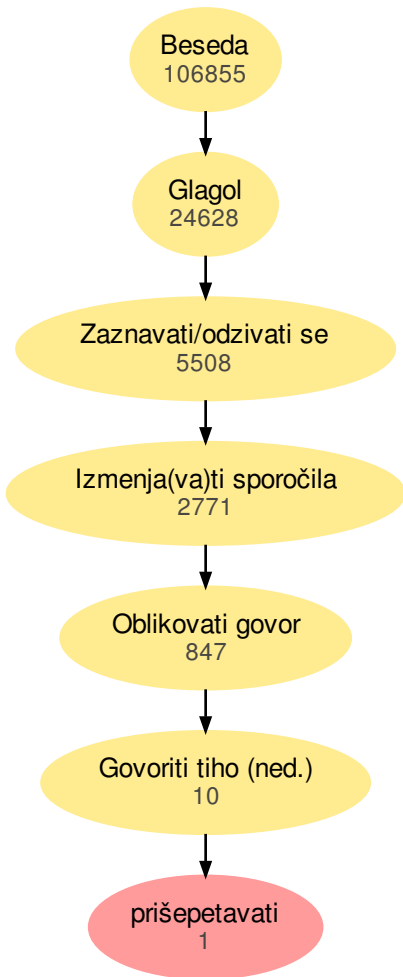 Beseda
106855
Glagol
24628
Zaznavati/odzivati se
5508
Izmenja(va)ti sporočila
2771
Oblikovati govor
847
Govoriti tiho (ned.)
10
prišepetavati
1